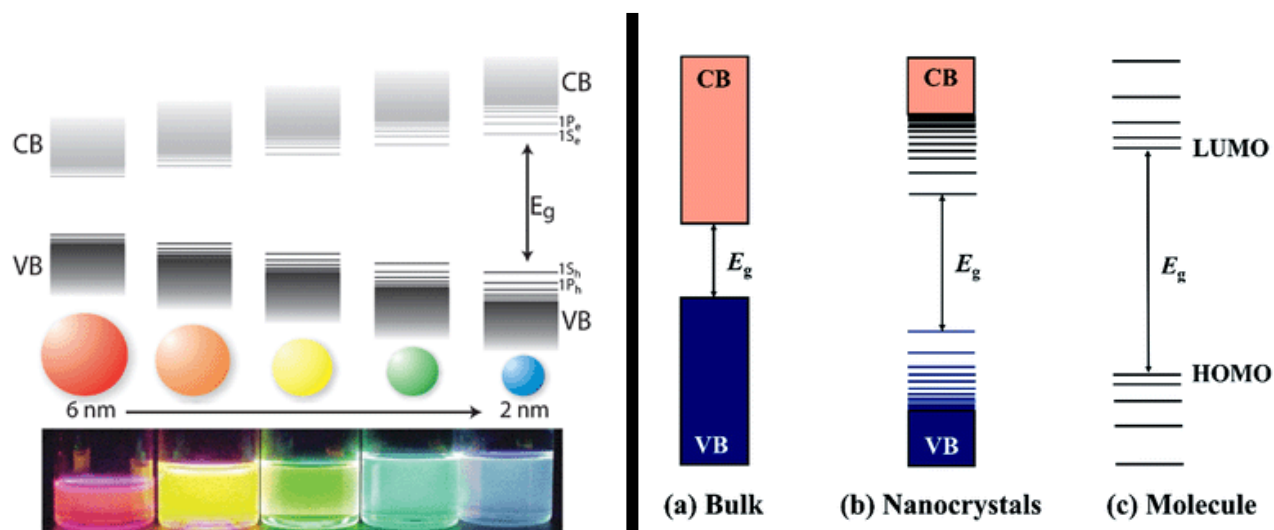 CB
VB
CB
1Pe
1Se
Eg
1Sh
1Ph
VB
6 nm
2 nm
CB
Eg
VB
(a) Bulk
CB
Eg
VB
(b) Nanocrystals
LUMO
Eg
HOMO
(c) Molecule